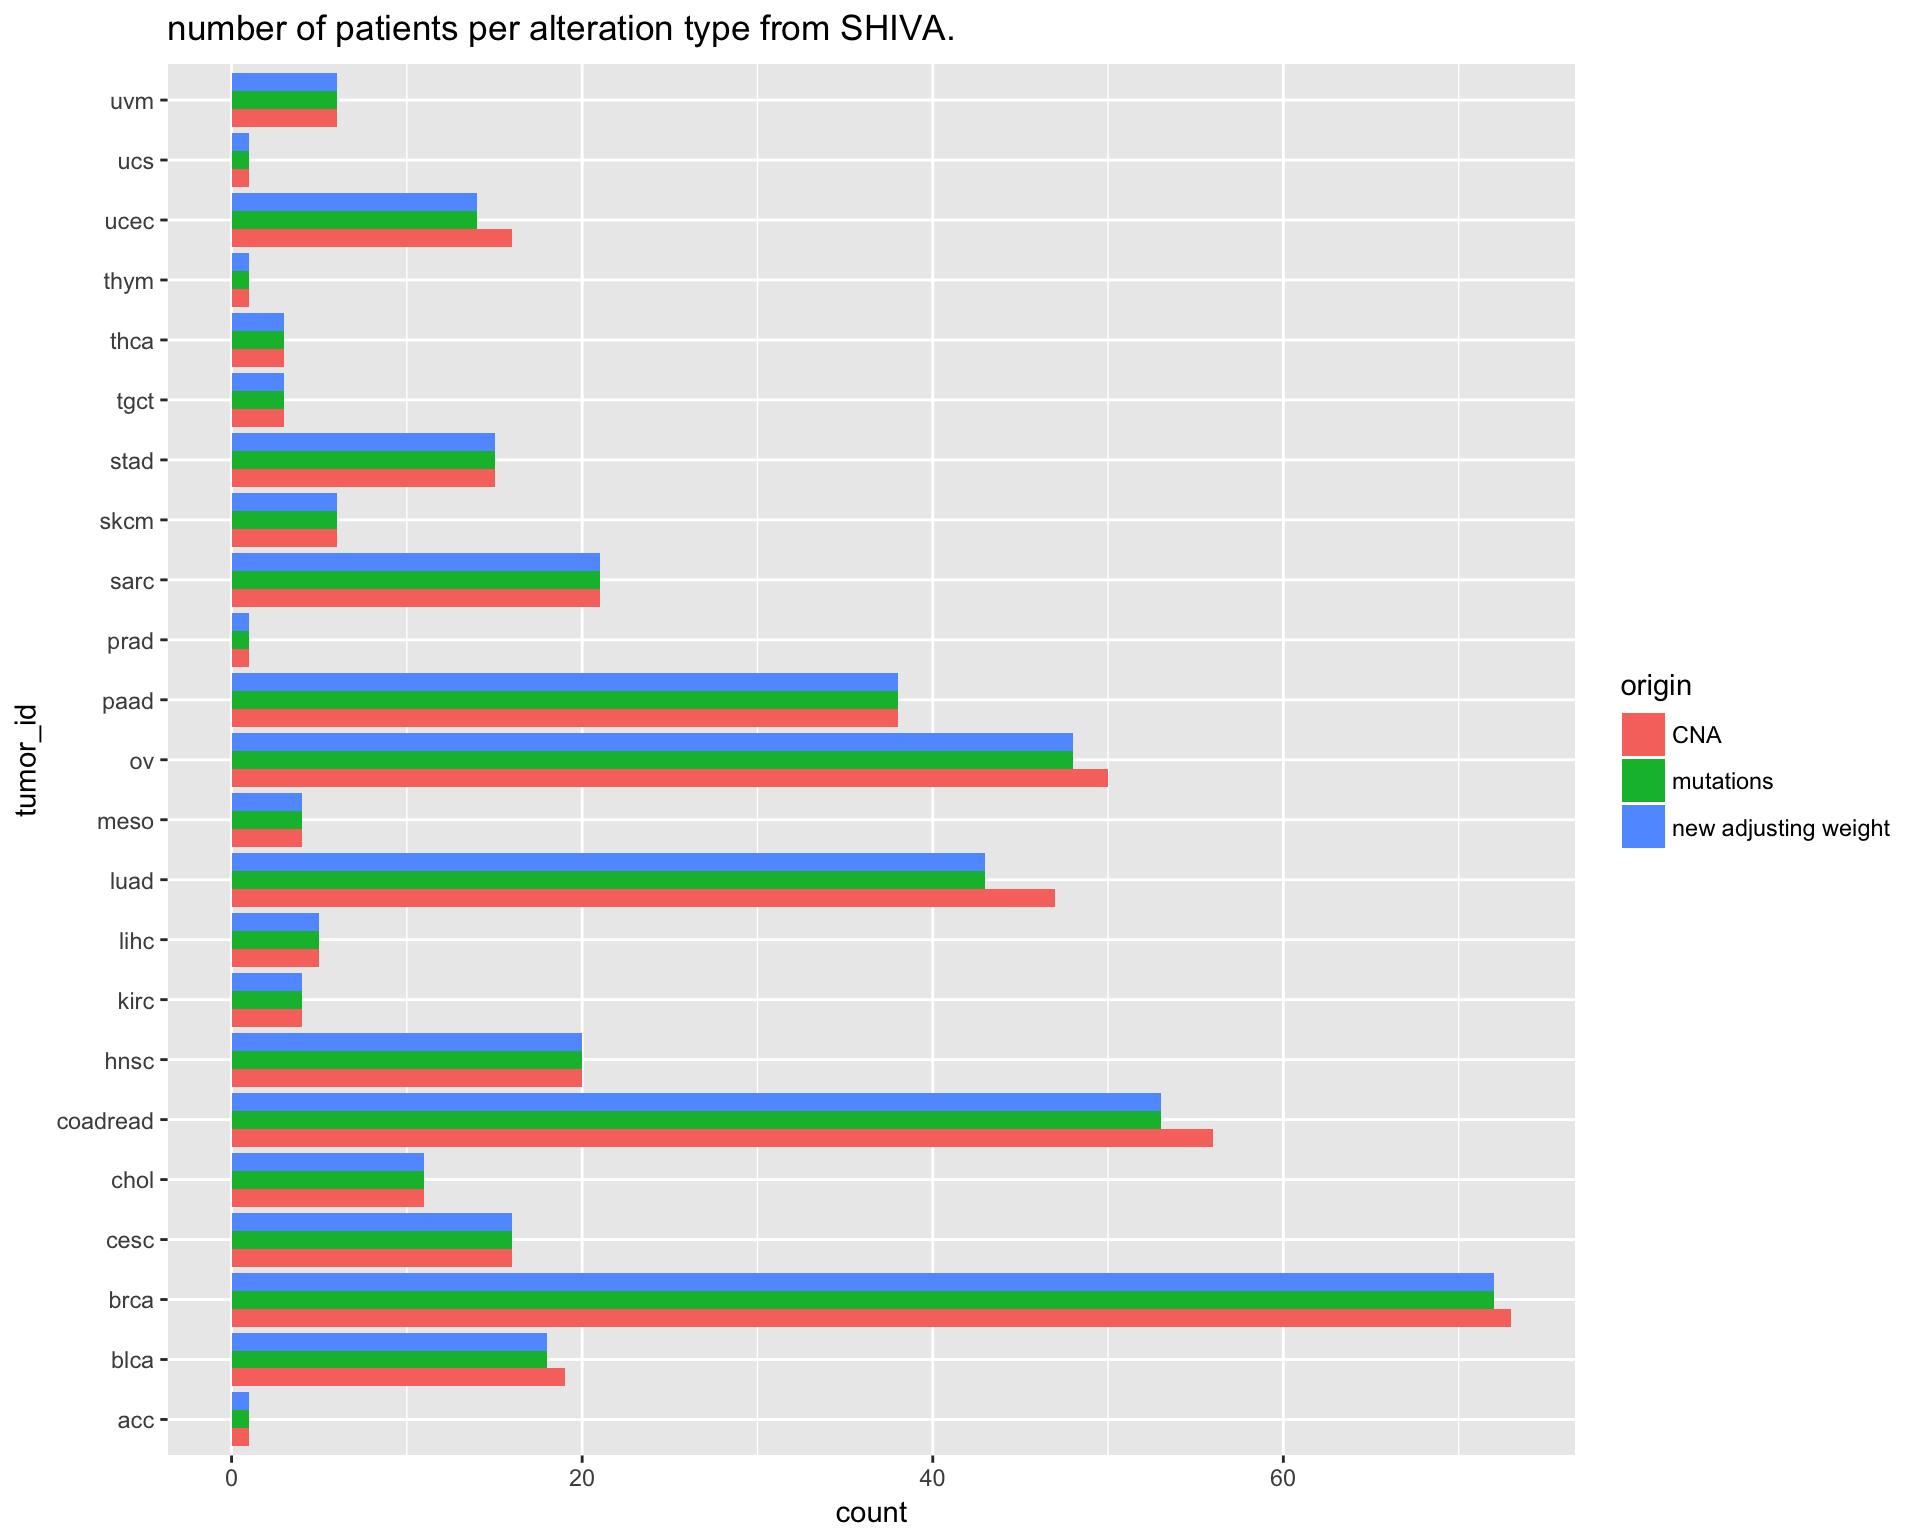 number of patients per alteration type from SHIVA.
uvm
ucs
ucec
thym
thca
tgct
stad
skcm
sarc
prad
paad
ov
meso
luad
lihc
kirc
hnsc
coadread
chol
cesc
brca
blca
acc
tumor_id
0 20 40 60
count
origin
CNA
mutations
new adjusting weight